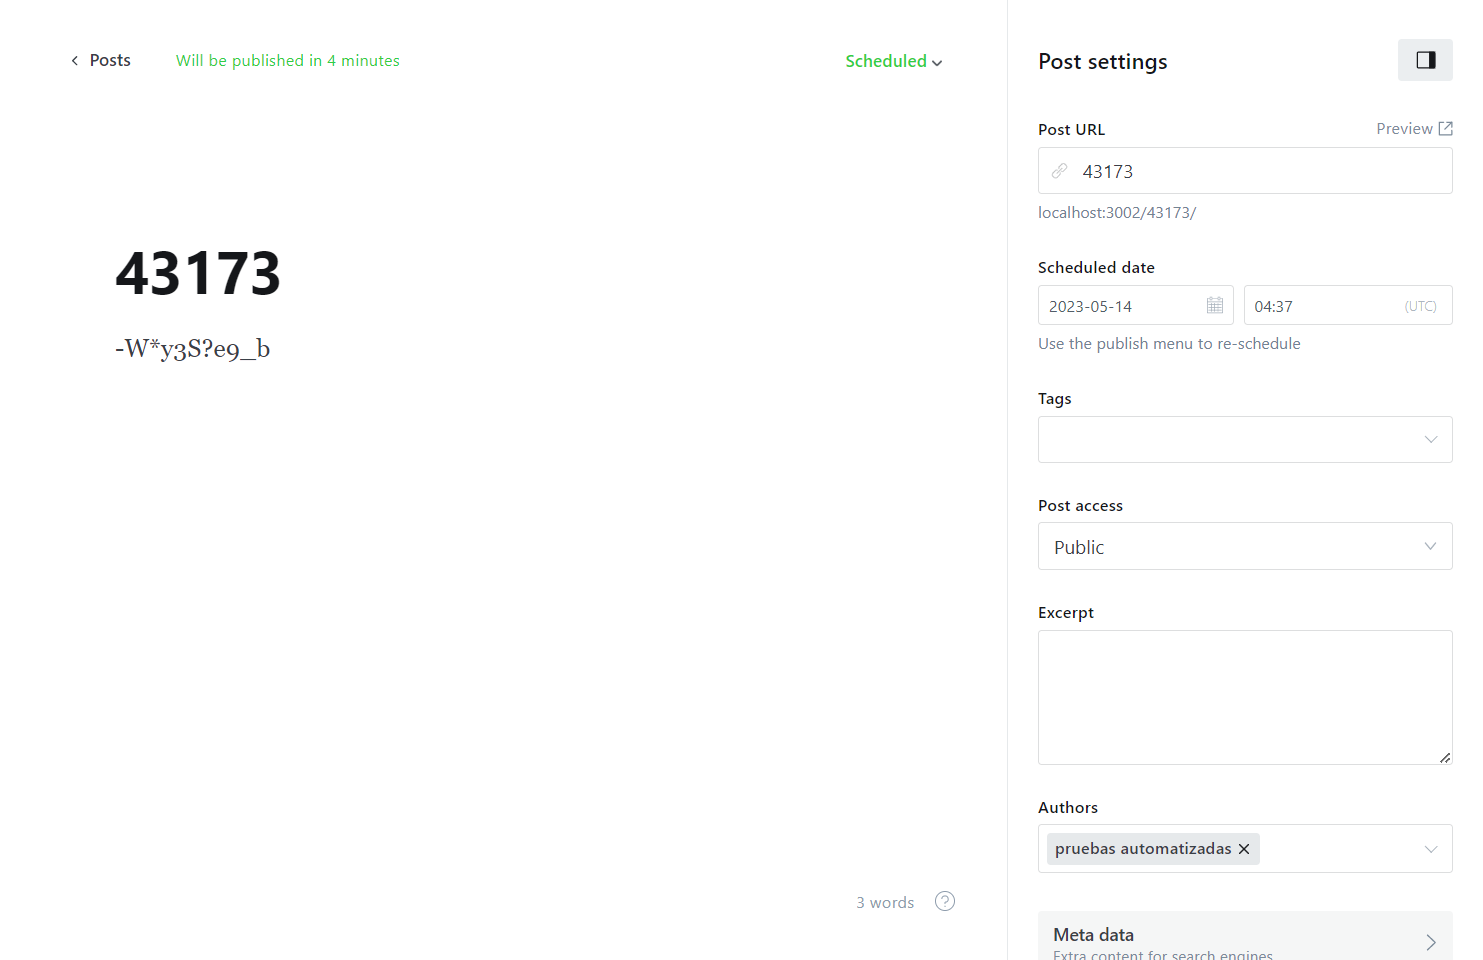 Posts
Will be published in 4 minutes
Scheduled
43173
-W*y3S?e9_b
3 words
?
Post settings
Post URL
Preview
43173
localhost:3002/43173/
Scheduled date
2023-05-14
04:37
(UTC)
Use the publish menu to re-schedule
Tags
Post access
Public
Excerpt
Authors
pruebas automatizadas
Meta data
Extra content for search engines